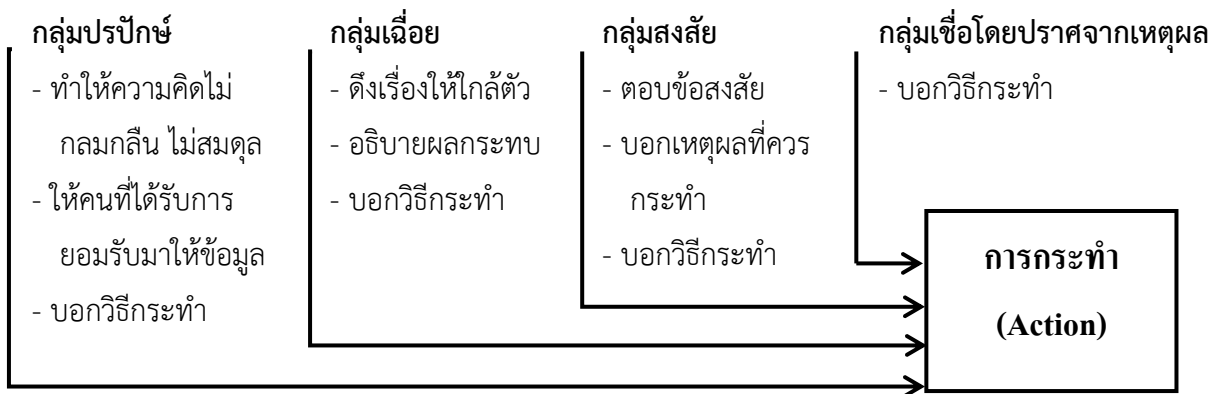 กลุ่มปรปักษ์
- ทำให้ความคิดไม่
กลมกลืน ไม่สมดุล
- ให้คนที่ได้รับการ
ยอมรับมาให้ข้อมูล
- บอกวิธีกระทำ
กลุ่มเฉื่อย
- ดึงเรื่องให้ใกล้ตัว
- อธิบายผลกระทบ
- บอกวิธีกระทำ
กลุ่มสงสัย
- ตอบข้อสงสัย
- บอกเหตุผลที่ควร
กระทำ
- บอกวิธีกระทำ
กลุ่มเชื่อโดยปราศจากเหตุผล
- บอกวิธีกระทำ
การกระทำ
(Action)